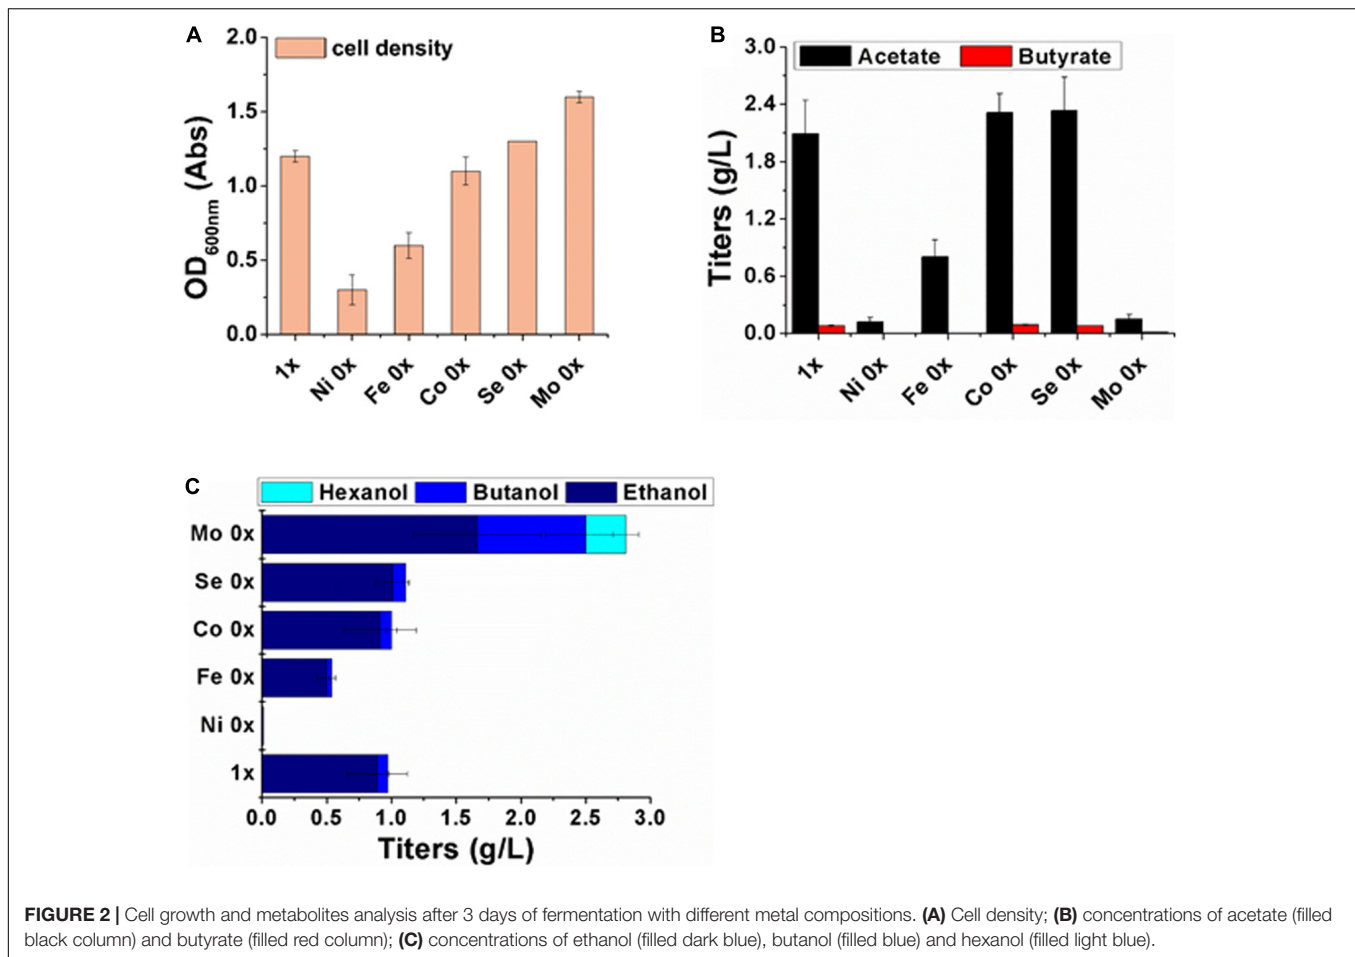 A
cell density
2.0
1.5
1.0
0.5
0.0
OD600nm (Abs)
1x
Ni 0x
Fe 0x
Co 0x
Se 0x
Mo 0x
B
Acetate Butyrate
3.0
2.4
1.8
1.2
0.6
0.0
Titers (g/L)
1x
Ni 0x
Fe 0x
Co 0x
Se 0x
Mo 0x
C
Hexanol Butanol Ethanol
Mo 0x
Se 0x
Co 0x
Fe 0x
Ni 0x
1x
0.0 0.5 1.0 1.5 2.0 2.5 3.0
Titers (g/L)
FIGURE 2 | Cell growth and metabolites analysis after 3 days of fermentation with different metal compositions. (A) Cell density; (B) concentrations of acetate (filled
black column) and butyrate (filled red column); (C) concentrations of ethanol (filled dark blue), butanol (filled blue) and hexanol (filled light blue).